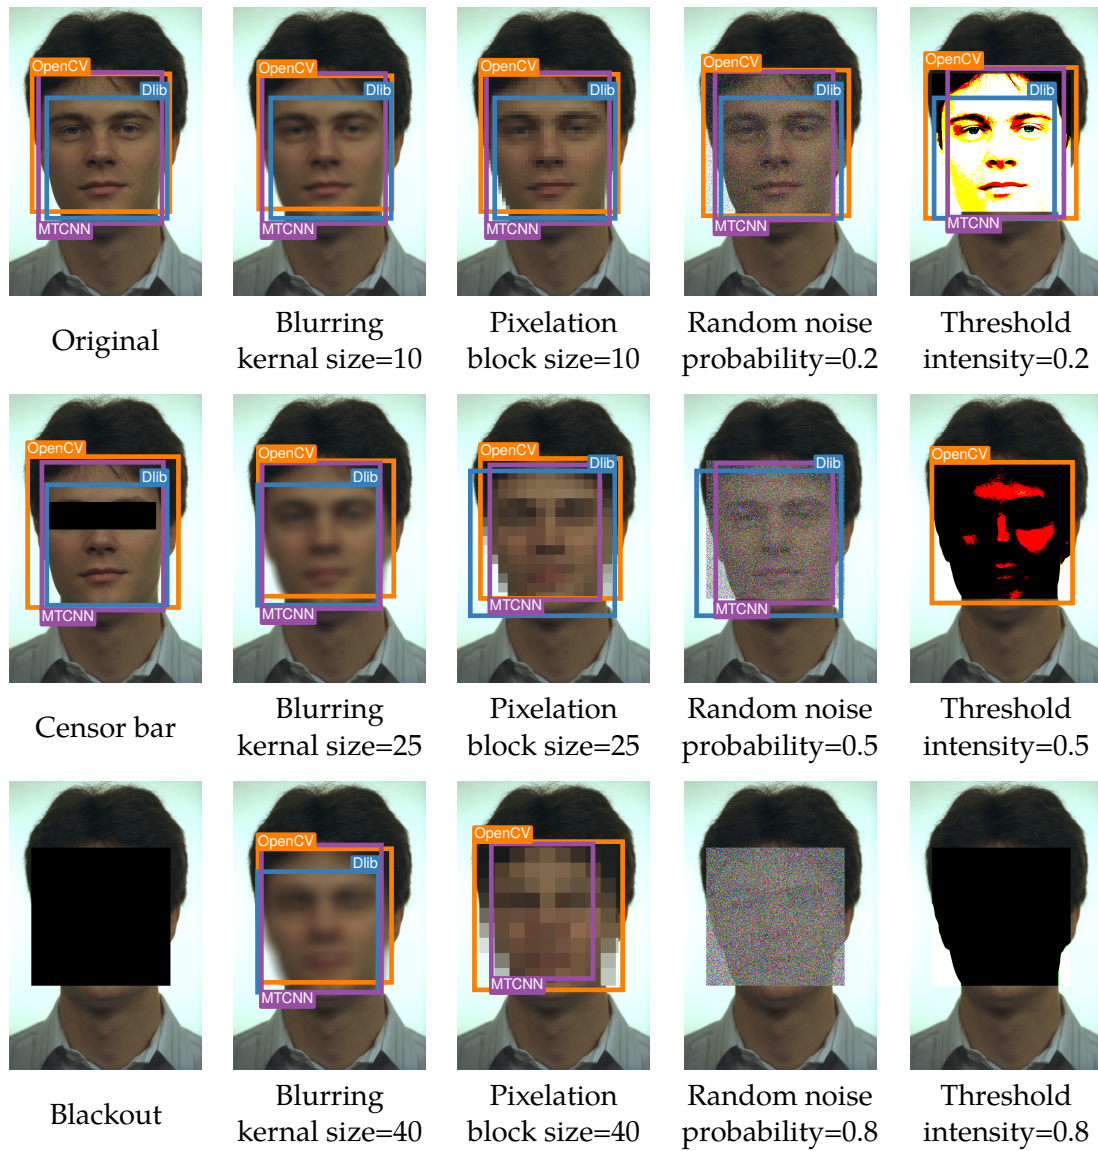 OpenCV
Dlib
MTCNN
OpenCV
Dlib
MTCNN
OpenCV
Dlib
MTCNN
OpenCV
Dlib
MTCNN
OpenCV
Dlib
MTCNN
Original
Blurring
kernal size=10
Pixelation
block size=10
Random noise
probability=0.2
Threshold
intensity=0.2
OpenCV
Dlib
MTCNN
OpenCV
Dlib
MTCNN
OpenCV
Dlib
MTCNN
Dlib
MTCNN
OpenCV
Censor bar
Blurring
kernal size=25
Pixelation
block size=25
Random noise
probability=0.5
Threshold
intensity=0.5
OpenCV
Dlib
MTCNN
OpenCV
MTCNN
Blackout
Blurring
kernal size=40
Pixelation
block size=40
Random noise
probability=0.8
Threshold
intensity=0.8